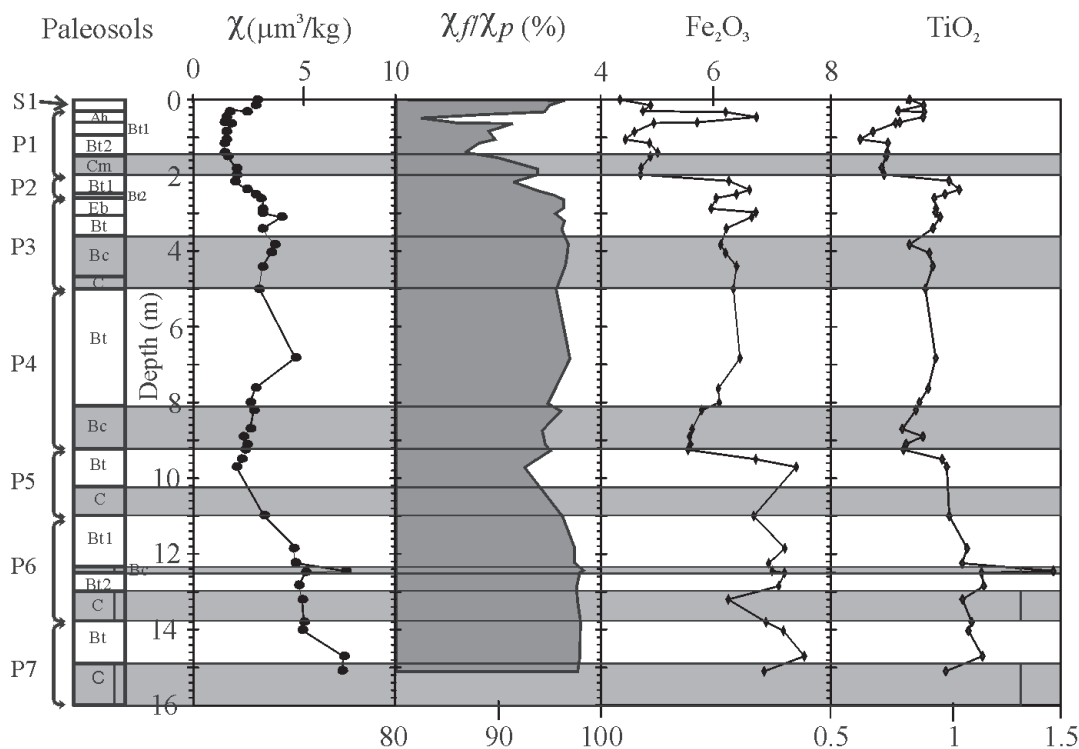 Paleosols χ(μm³/kg) χf/χp (%) Fe₂O₃ TiO₂
0 5 10 4 6 8
S1 0
Ah
Bt1
P1 Bt2
Cm
2
P2 Bt1
Bt2
Eb
Bt
P3
Bc 4
C
6
Bt
P4
Depth (m)
8
Bc
Bt
P5 10
C
Bt1
12
P6 Bc
Bt2
C
14
Bt
P7
C
16
80 90 100 0.5 1 1.5